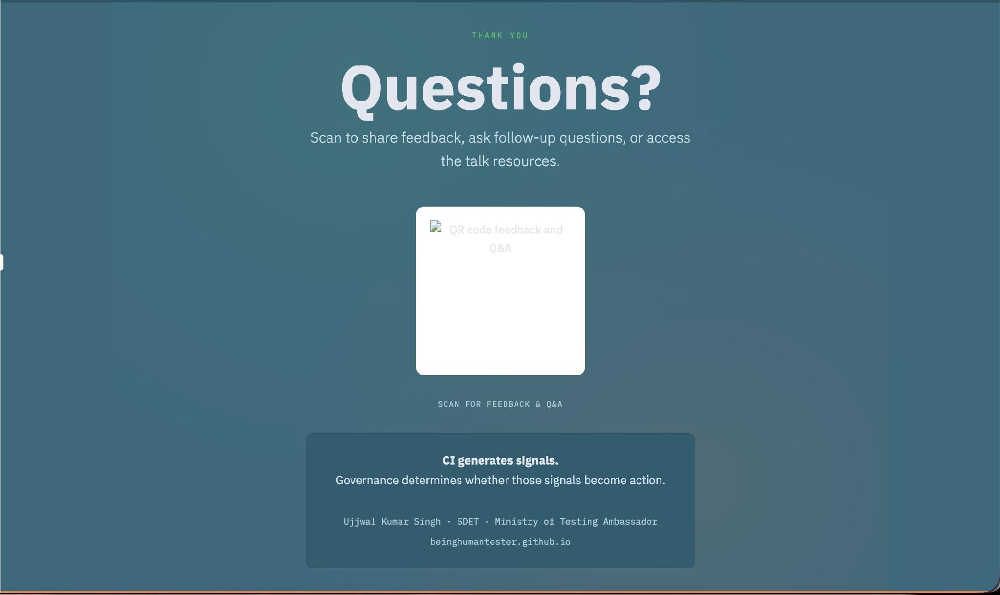 THANK YOU
Questions?
Scan to share feedback, ask follow-up questions, or access
the talk resources.
QR code feedback and
Q&A
SCAN FOR FEEDBACK & Q&A
CI generates signals.
Governance determines whether those signals become action.
Ujjwal Kumar Singh · SDET · Ministry of Testing Ambassador
beinghumantester.github.io